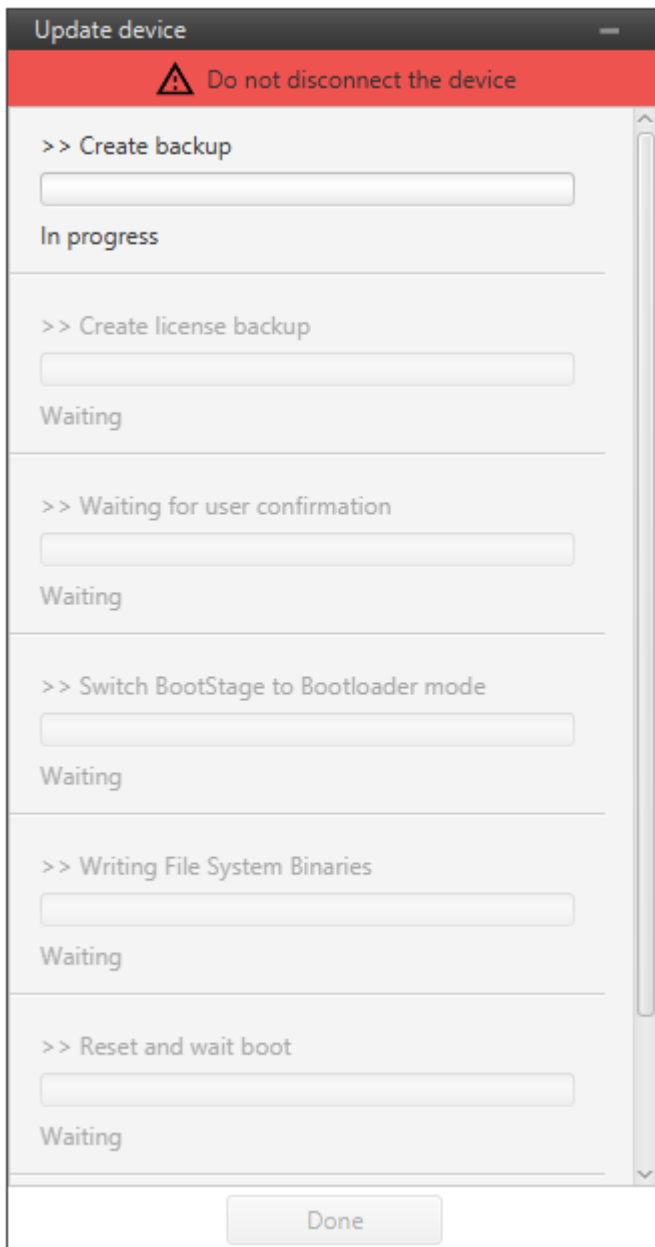 Update device
Do not disconnect the device
>> Create backup
In progress
>> Create license backup
Waiting
>> Waiting for user confirmation
Waiting
>> Switch BootStage to Bootloader mode
Waiting
>> Writing File System Binaries
Waiting
>> Reset and wait boot
Waiting
Done